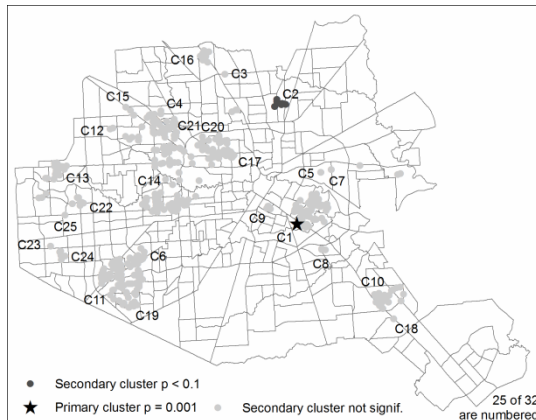 C16
C3
C2
C15
C4
C12
C21
C20
C17
C13
C14
C5
C7
C22
C9
C25
C1
C23
C24
C6
C8
C10
C11
C19
C18
Secondary cluster p < 0.1
Primary cluster p = 0.001
Secondary cluster not signif.
25 of 32
are numbered